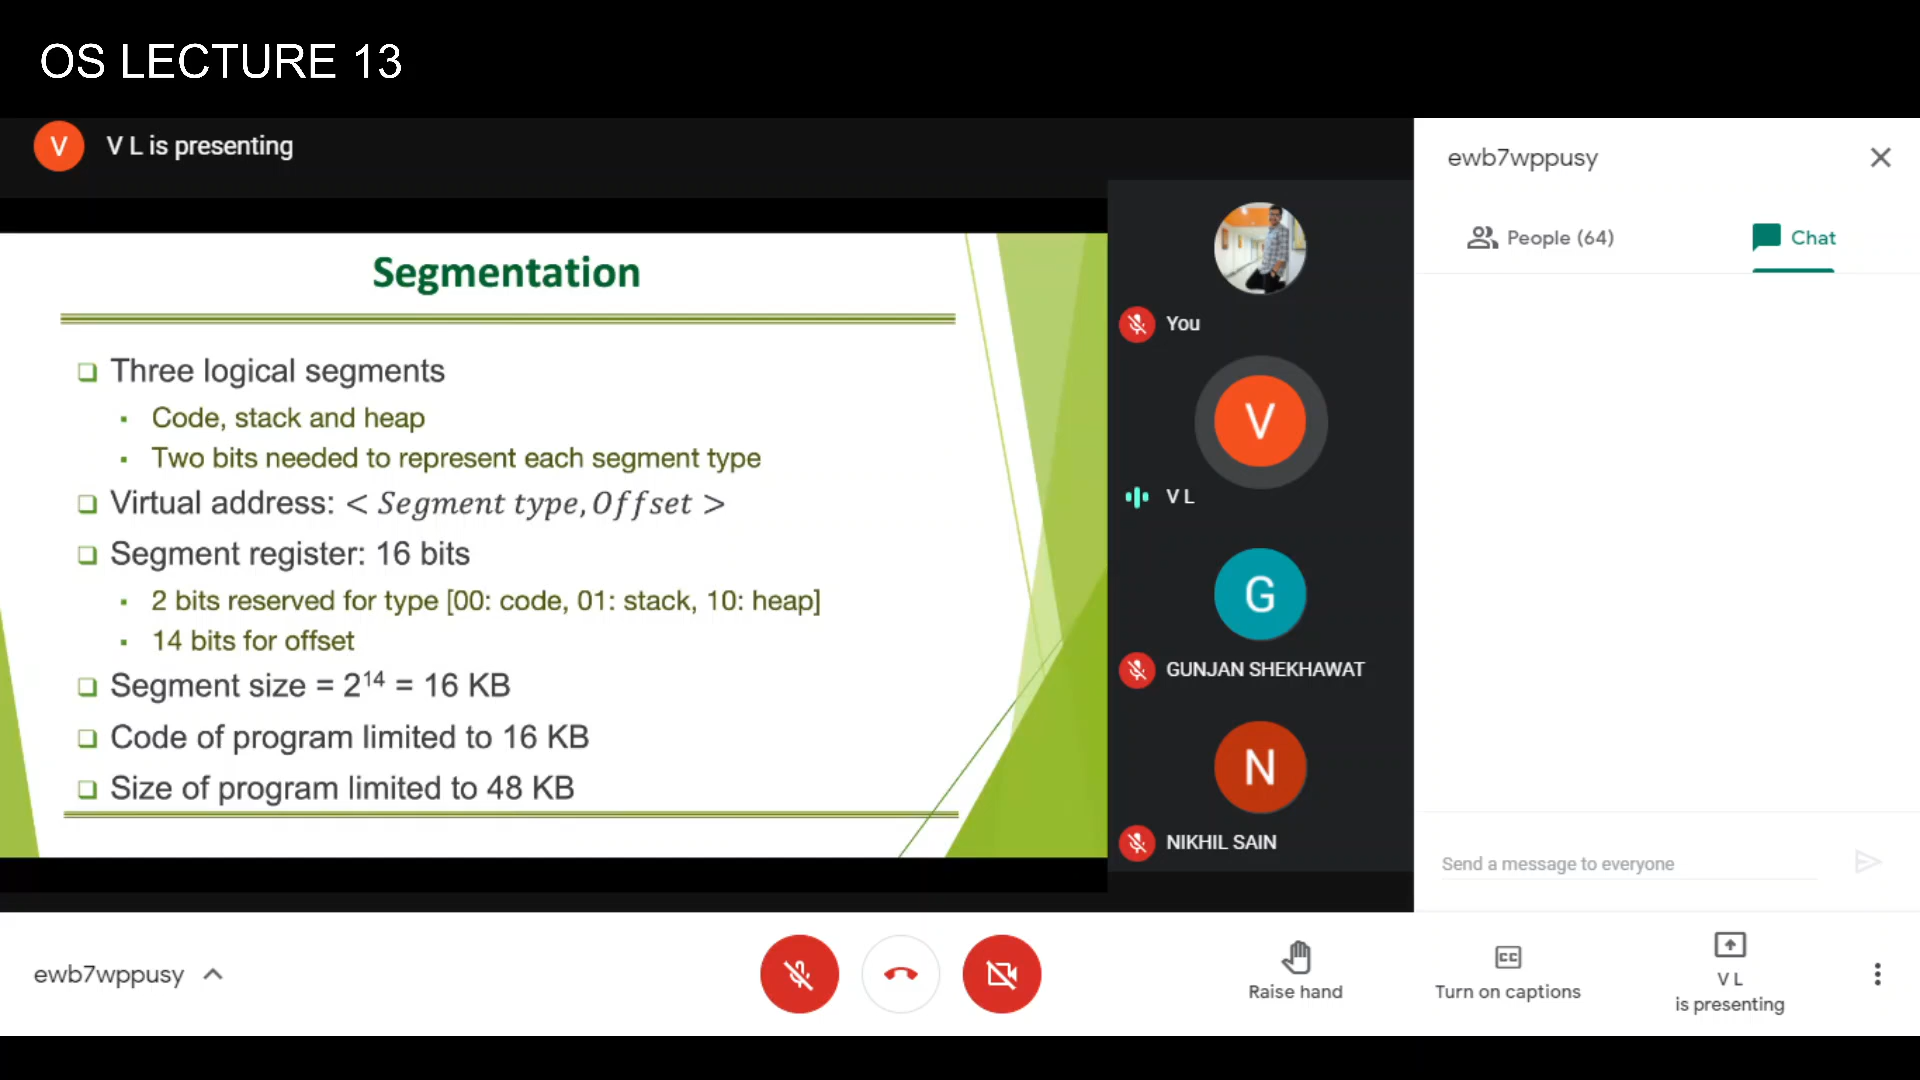 OS LECTURE 13
V
V L is presenting
Segmentation
Three logical segments
Code, stack and heap
Two bits needed to represent each segment type
Virtual address: < Segment type, Offset >
Segment register: 16 bits
2 bits reserved for type [00: code, 01: stack, 10: heap]
14 bits for offset
Segment size = 2¹⁴ = 16 KB
Code of program limited to 16 KB
Size of program limited to 48 KB
You
V
V L
G
GUNJAN SHEKHAWAT
N
NIKHIL SAIN
ewb7wppusy
People (64)
Chat
Send a message to everyone
ewb7wppusy
Raise hand
CC
Turn on captions
V L
is presenting